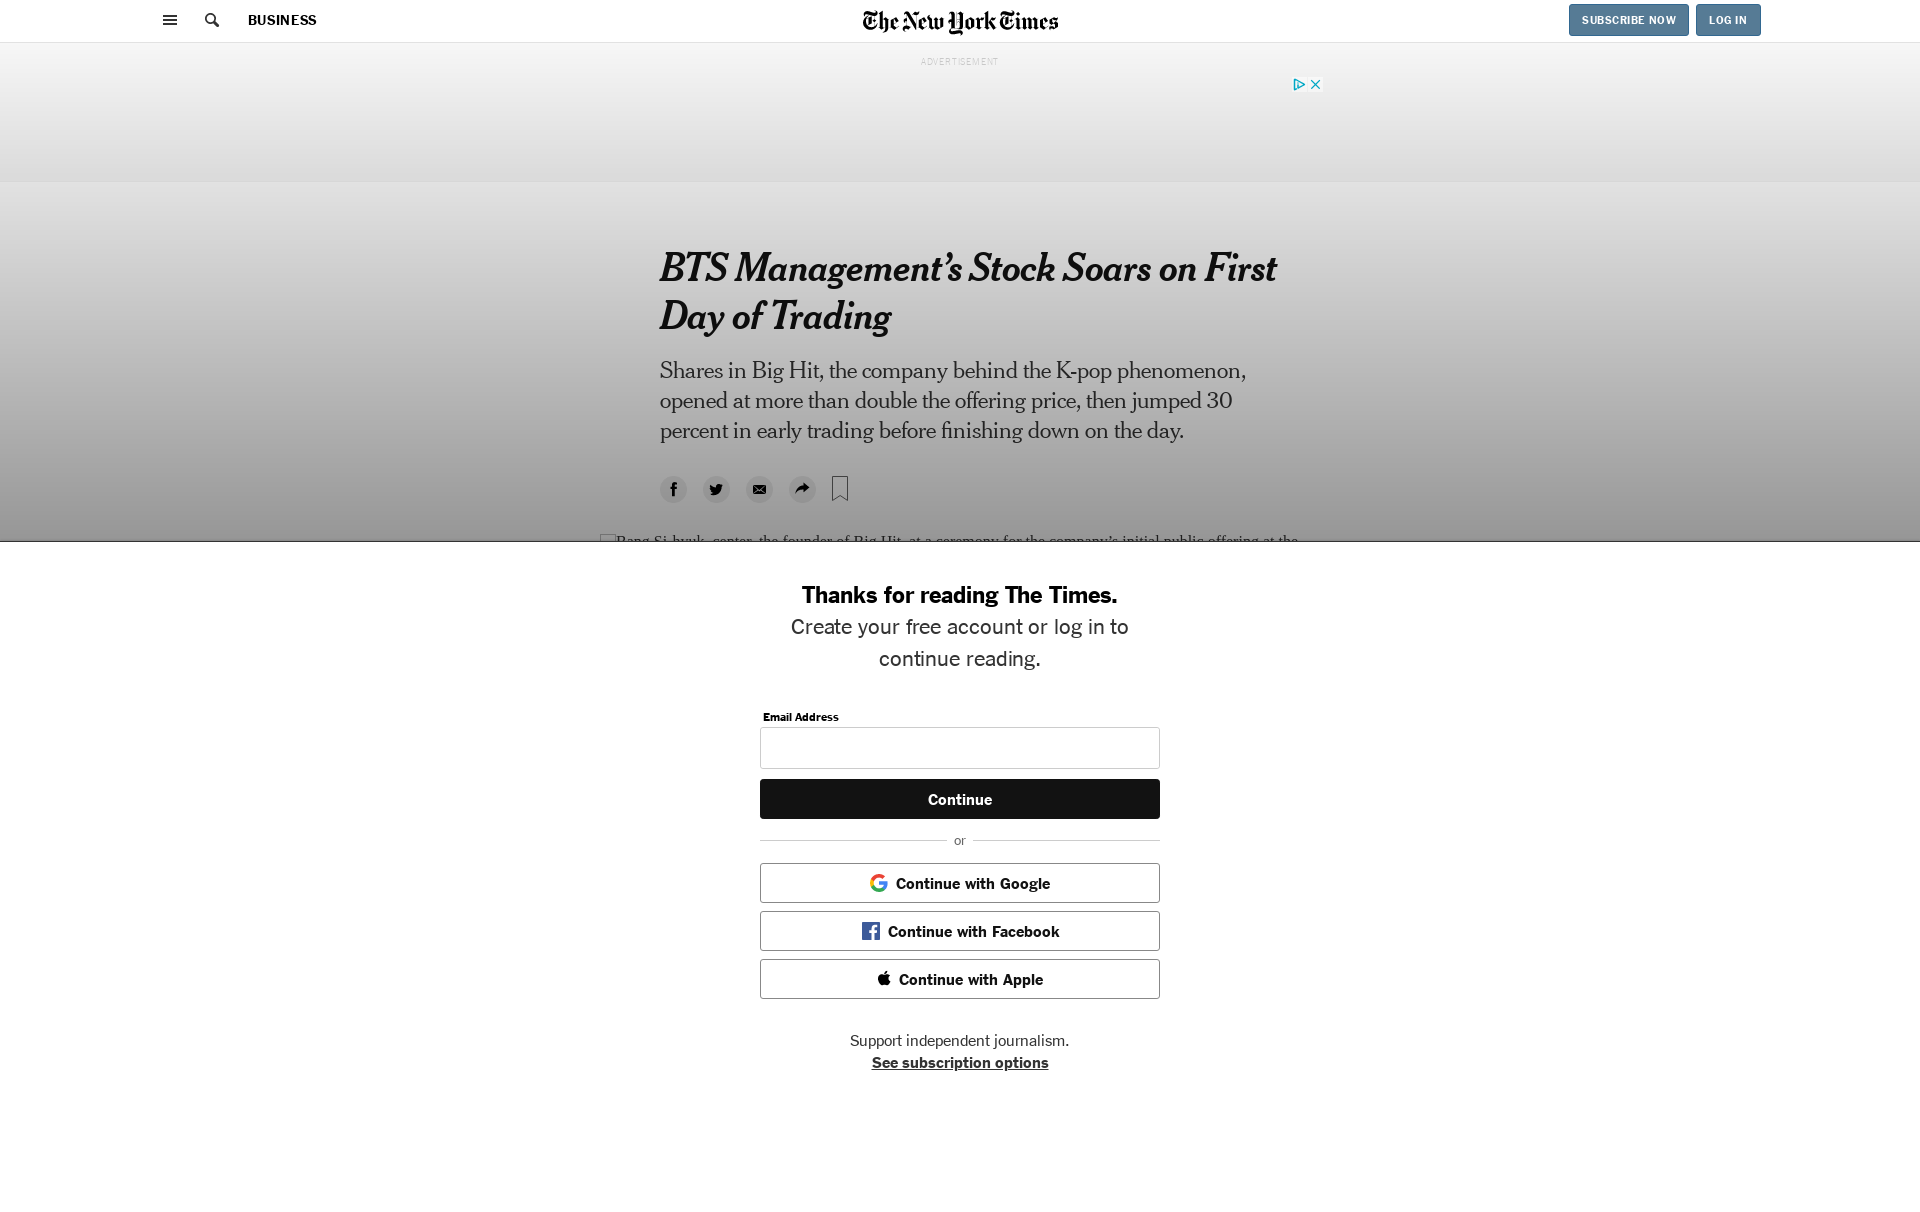 BUSINESS
The New York Times
SUBSCRIBE NOW
LOG IN
ADVERTISEMENT
BTS Management’s Stock Soars on First
Day of Trading
Shares in Big Hit, the company behind the K-pop phenomenon,
opened at more than double the offering price, then jumped 30
percent in early trading before finishing down on the day.
Bang Si-hyuk, center, the founder of Big Hit, at a ceremony for the company’s initial public offering at the
Thanks for reading The Times.
Create your free account or log in to
continue reading.
Email Address
Continue
or
Continue with Google
Continue with Facebook
Continue with Apple
Support independent journalism.
See subscription options